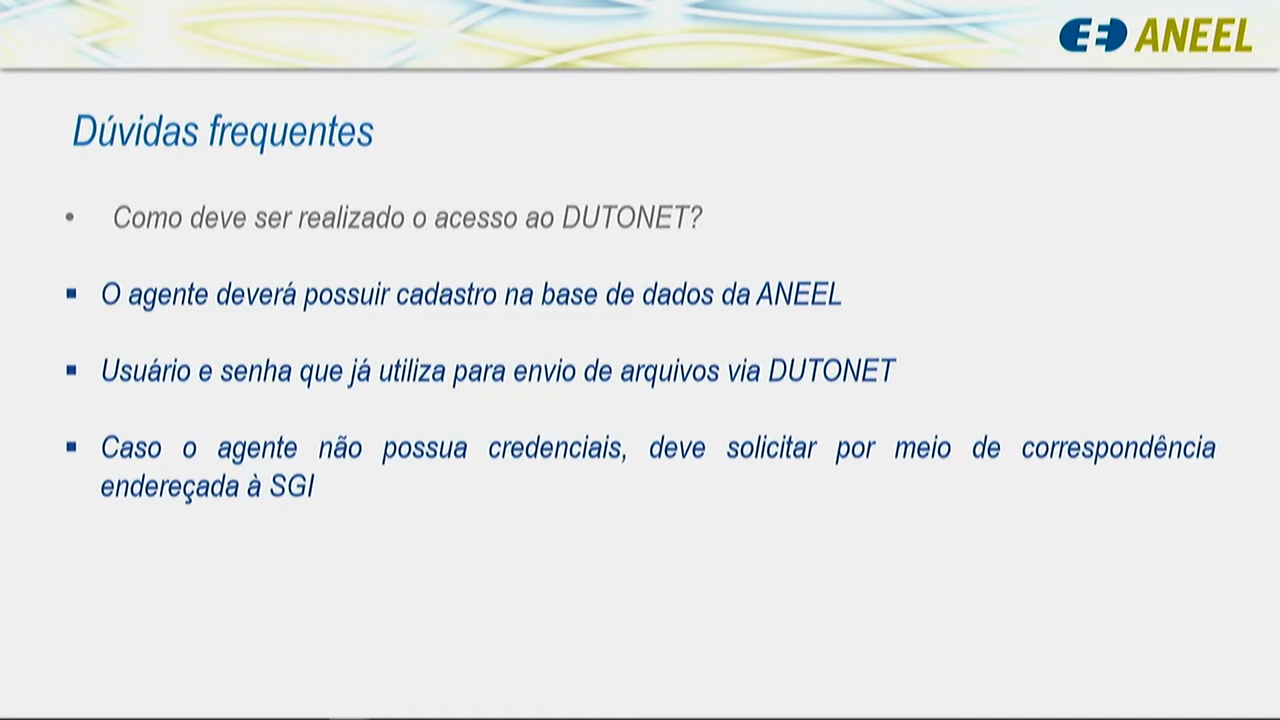 ANEEL
Dúvidas frequentes
• Como deve ser realizado o acesso ao DUTONET?
▪ O agente deverá possuir cadastro na base de dados da ANEEL
▪ Usuário e senha que já utiliza para envio de arquivos via DUTONET
▪ Caso o agente não possua credenciais, deve solicitar por meio de correspondência
endereçada à SGI